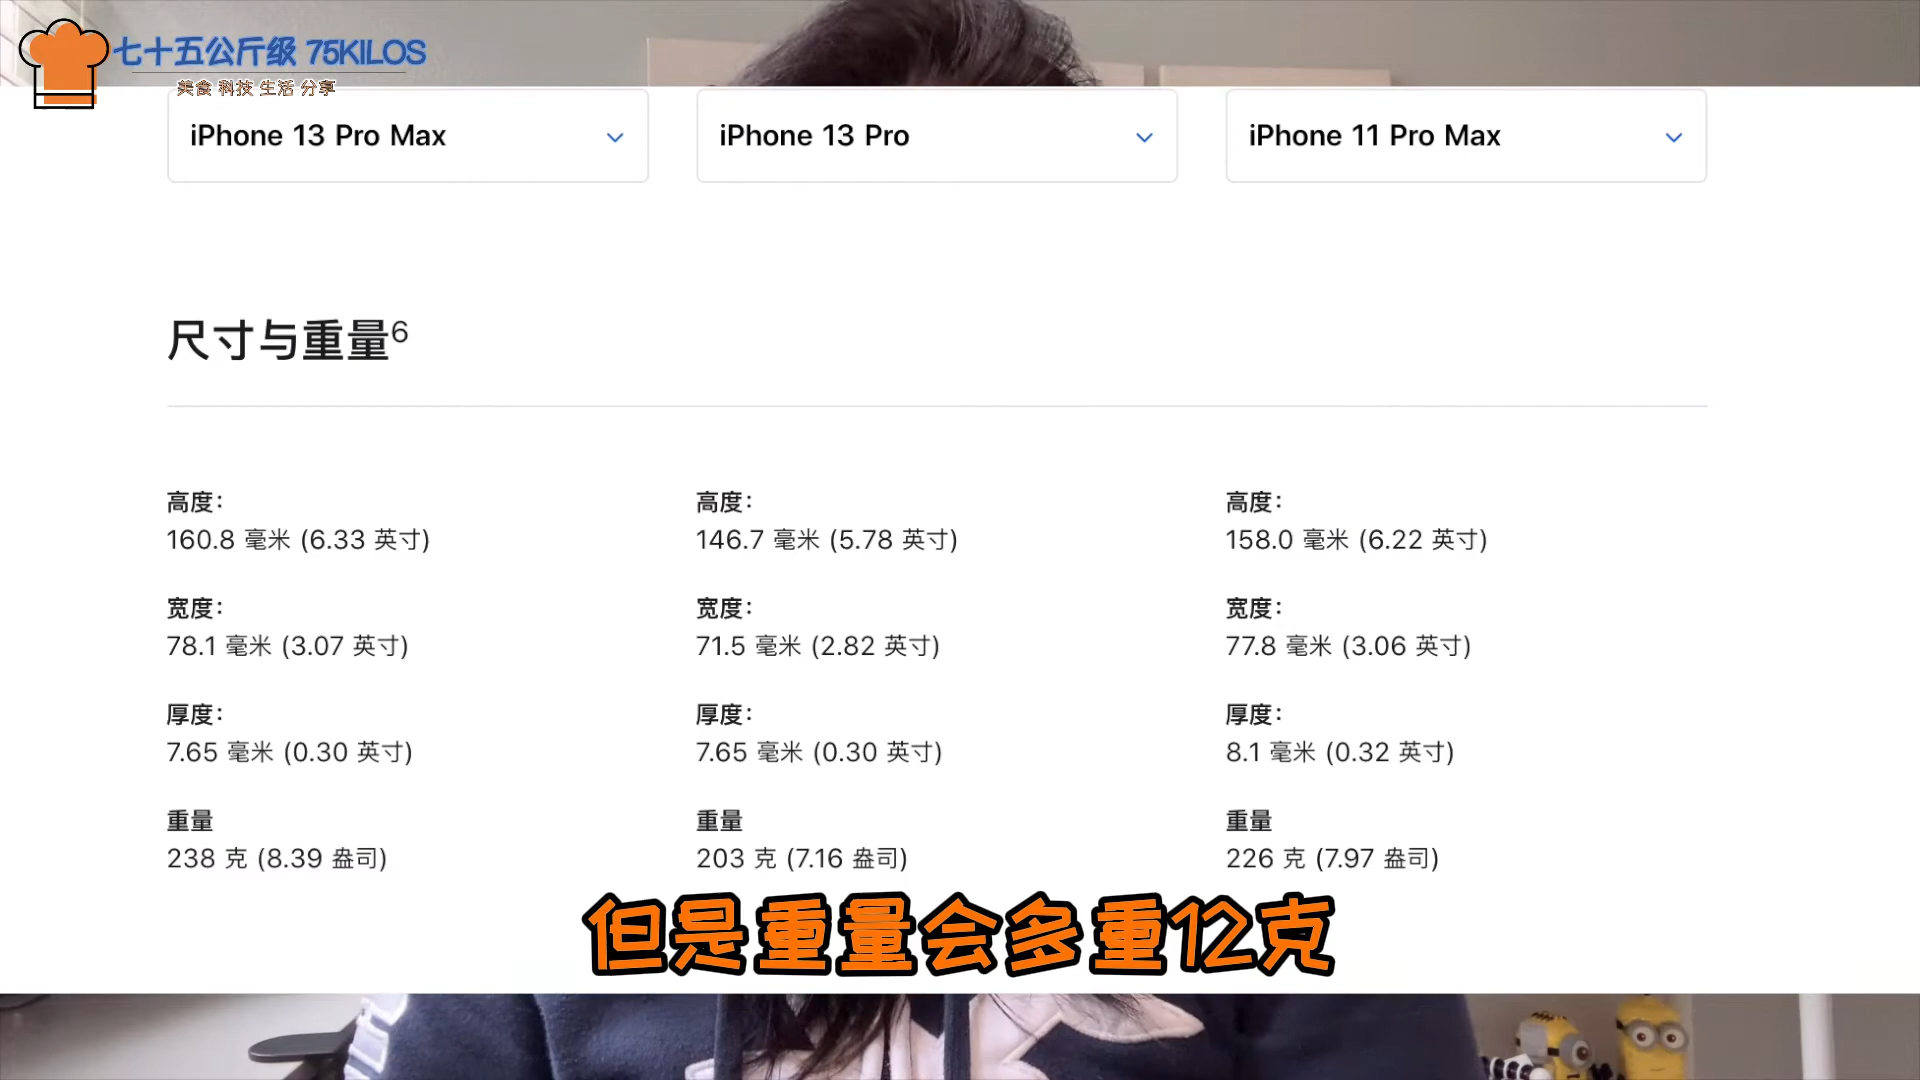 七十五公斤级 75KILOS
美食 科技 生活 分享
iPhone 13 Pro Max
iPhone 13 Pro
iPhone 11 Pro Max
尺寸与重量6
高度：
160.8 毫米 (6.33 英寸)
宽度：
78.1 毫米 (3.07 英寸)
厚度：
7.65 毫米 (0.30 英寸)
重量
238 克 (8.39 盎司)
高度：
146.7 毫米 (5.78 英寸)
宽度：
71.5 毫米 (2.82 英寸)
厚度：
7.65 毫米 (0.30 英寸)
重量
203 克 (7.16 盎司)
高度：
158.0 毫米 (6.22 英寸)
宽度：
77.8 毫米 (3.06 英寸)
厚度：
8.1 毫米 (0.32 英寸)
重量
226 克 (7.97 盎司)
但是重量会多重12克